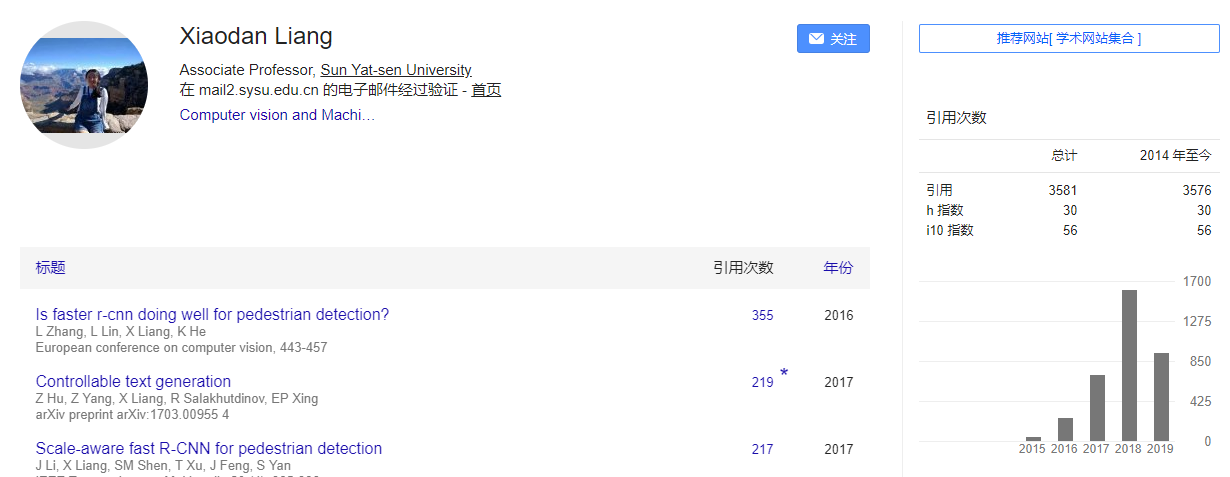 Xiaodan Liang
关注
Associate Professor, Sun Yat-sen University
在 mail2.sysu.edu.cn 的电子邮件经过验证 - 首页
Computer vision and Machi…
标题 引用次数 年份
Is faster r-cnn doing well for pedestrian detection? 355 2016
L Zhang, L Lin, X Liang, K He
European conference on computer vision, 443-457
Controllable text generation 219 * 2017
Z Hu, Z Yang, X Liang, R Salakhutdinov, EP Xing
arXiv preprint arXiv:1703.00955 4
Scale-aware fast R-CNN for pedestrian detection 217 2017
J Li, X Liang, SM Shen, T Xu, J Feng, S Yan
推荐网站[ 学术网站集合 ]
引用次数
总计 2014 年至今
引用 3581 3576
h 指数 30 30
i10 指数 56 56
1700
1275
850
425
0
2015 2016 2017 2018 2019